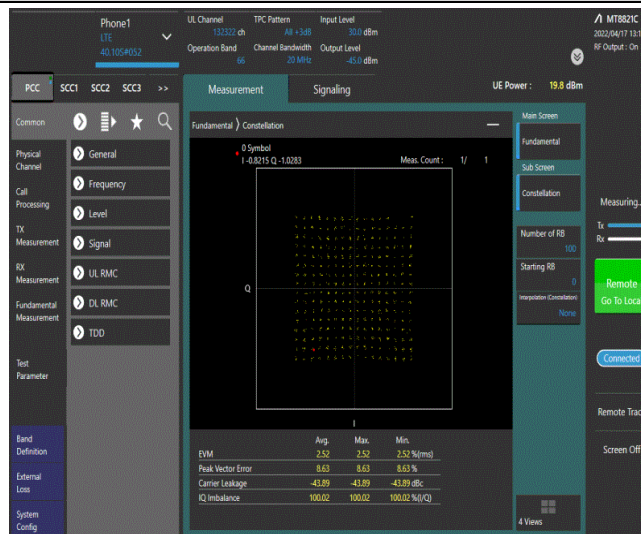 Phone1
LTE
40.105#052
UL Channel
132322 ch
TPC Pattern
All +3dB
Input Level
30.0 dBm
Operation Band
66
Channel Bandwidth
20 MHz
Output Level
-45.0 dBm
MT8821C
2022/04/17 13:1
RF Output : On
PCC SCC1 SCC2 SCC3 >>
Measurement Signaling
UE Power : 19.8 dBm
Common
Physical
Channel
Call
Processing
TX
Measurement
RX
Measurement
Fundamental
Measurement
Test
Parameter
Band
Definition
External
Loss
System
Config
General
Frequency
Level
Signal
UL RMC
DL RMC
TDD
Fundamental 〉 Constellation
0 Symbol
I -0.8215 Q -1.0283 Meas. Count : 1/ 1
Q
I
Avg. Max. Min.
EVM 2.52 2.52 2.52 %(rms)
Peak Vector Error 8.63 8.63 8.63 %
Carrier Leakage -43.89 -43.89 -43.89 dBc
IQ Imbalance 100.02 100.02 100.02 %(I/Q)
Main Screen
Fundamental
Sub Screen
Constellation
Number of RB
100
Starting RB
0
Interpolation (Constellation)
None
4 Views
Measuring..
Tx
Rx
Remote
Go To Loca
Connected
Remote Trac
Screen Off